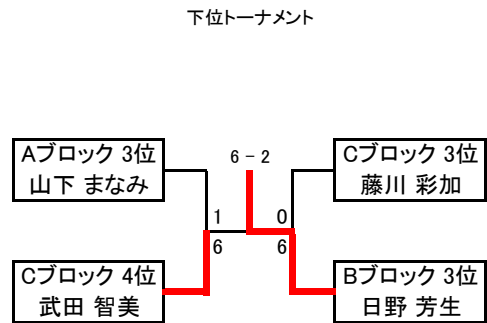 下位トーナメント
Aブロック 3位
山下 まなみ
6 − 2
Cブロック 3位
藤川 彩加
1
0
6
6
Cブロック 4位
武田 智美
Bブロック 3位
日野 芳生